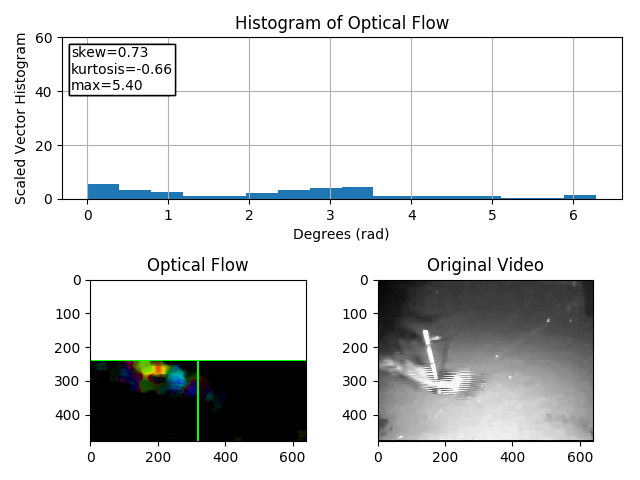 Histogram of Optical Flow
Scaled Vector Histogram
skew=0.73
kurtosis=-0.66
max=5.40
60
40
20
0
0 1 2 3 4 5 6
Degrees (rad)
Optical Flow
0
100
200
300
400
0 200 400 600
Original Video
0
100
200
300
400
0 200 400 600